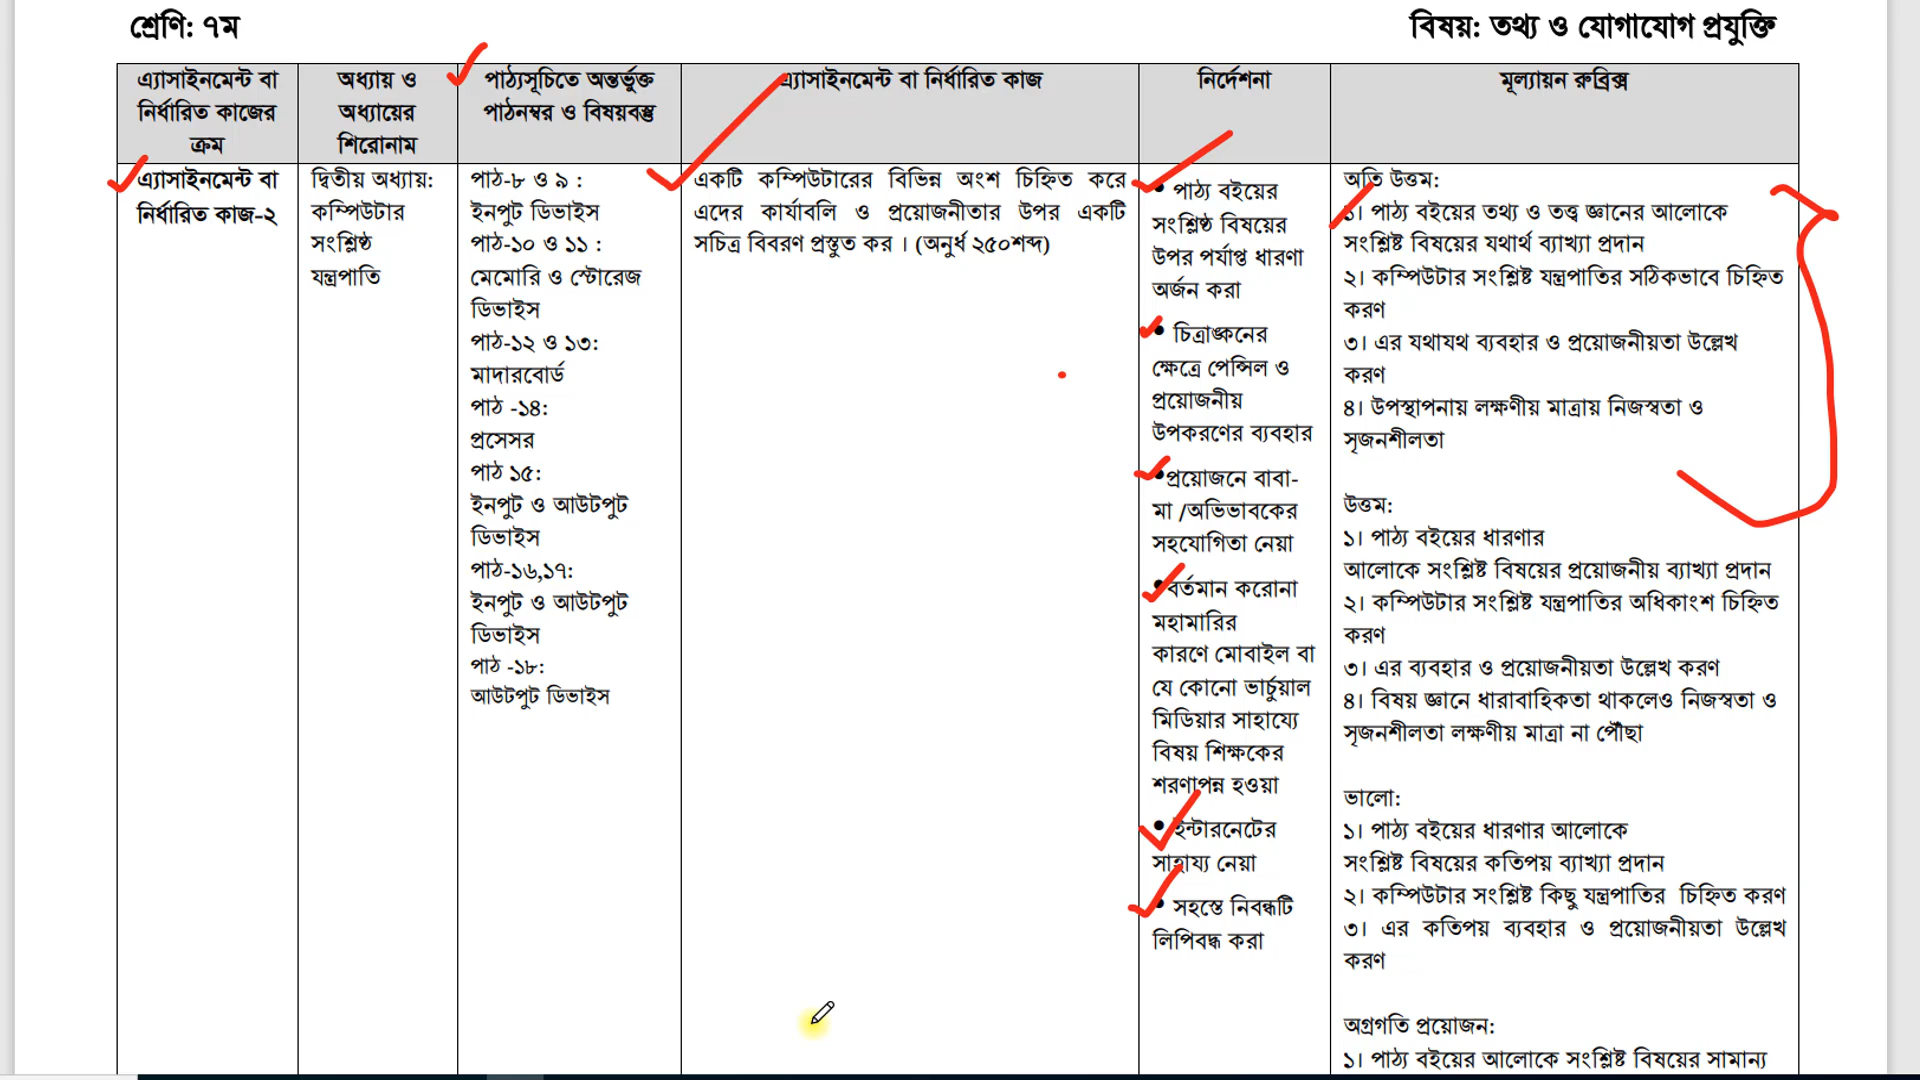 শ্রেণি: ৭ম
বিষয়: তথ্য ও যোগাযোগ প্রযুক্তি
এ্যাসাইনমেন্ট বা
নির্ধারিত কাজের
ক্রম
অধ্যায় ও
অধ্যায়ের
শিরোনাম
পাঠ্যসূচিতে অন্তর্ভুক্ত
পাঠনম্বর ও বিষয়বস্তু
এ্যাসাইনমেন্ট বা নির্ধারিত কাজ
নির্দেশনা
মূল্যায়ন রুব্রিক্স
এ্যাসাইনমেন্ট বা
নির্ধারিত কাজ-২
দ্বিতীয় অধ্যায়:
কম্পিউটার
সংশ্লিষ্ঠ
যন্ত্রপাতি
পাঠ-৮ ও ৯ :
ইনপুট ডিভাইস
পাঠ-১০ ও ১১ :
মেমোরি ও স্টোরেজ
ডিভাইস
পাঠ-১২ ও ১৩:
মাদারবোর্ড
পাঠ -১৪:
প্রসেসর
পাঠ ১৫:
ইনপুট ও আউটপুট
ডিভাইস
পাঠ-১৬,১৭:
ইনপুট ও আউটপুট
ডিভাইস
পাঠ -১৮:
আউটপুট ডিভাইস
একটি কম্পিউটারের বিভিন্ন অংশ চিহ্নিত করে
এদের কার্যাবলি ও প্রয়োজনীতার উপর একটি
সচিত্র বিবরণ প্রস্তুত কর । (অনুর্ধ ২৫০শব্দ)
• পাঠ্য বইয়ের
সংশ্লিষ্ঠ বিষয়ের
উপর পর্যাপ্ত ধারণা
অর্জন করা
• চিত্রাঙ্কনের
ক্ষেত্রে পেন্সিল ও
প্রয়োজনীয়
উপকরণের ব্যবহার
•প্রয়োজনে বাবা-
মা /অভিভাবকের
সহযোগিতা নেয়া
•বর্তমান করোনা
মহামারির
কারণে মোবাইল বা
যে কোনো ভার্চুয়াল
মিডিয়ার সাহায্যে
বিষয় শিক্ষকের
শরণাপন্ন হওয়া
• ইন্টারনেটের
সাহায্য নেয়া
• সহস্তে নিবন্ধটি
লিপিবদ্ধ করা
অতি উত্তম:
১। পাঠ্য বইয়ের তথ্য ও তত্ত্ব জ্ঞানের আলোকে
সংশ্লিষ্ট বিষয়ের যথার্থ ব্যাখ্যা প্রদান
২। কম্পিউটার সংশ্লিষ্ট যন্ত্রপাতির সঠিকভাবে চিহ্নিত
করণ
৩। এর যথাযথ ব্যবহার ও প্রয়োজনীয়তা উল্লেখ
করণ
৪। উপস্থাপনায় লক্ষণীয় মাত্রায় নিজস্বতা ও
সৃজনশীলতা
উত্তম:
১। পাঠ্য বইয়ের ধারণার
আলোকে সংশ্লিষ্ট বিষয়ের প্রয়োজনীয় ব্যাখ্যা প্রদান
২। কম্পিউটার সংশ্লিষ্ট যন্ত্রপাতির অধিকাংশ চিহ্নিত
করণ
৩। এর ব্যবহার ও প্রয়োজনীয়তা উল্লেখ করণ
৪। বিষয় জ্ঞানে ধারাবাহিকতা থাকলেও নিজস্বতা ও
সৃজনশীলতা লক্ষণীয় মাত্রা না পৌঁছা
ভালো:
১। পাঠ্য বইয়ের ধারণার আলোকে
সংশ্লিষ্ট বিষয়ের কতিপয় ব্যাখ্যা প্রদান
২। কম্পিউটার সংশ্লিষ্ট কিছু যন্ত্রপাতির চিহ্নিত করণ
৩। এর কতিপয় ব্যবহার ও প্রয়োজনীয়তা উল্লেখ
করণ
অগ্রগতি প্রয়োজন:
১। পাঠ্য বইয়ের আলোকে সংশ্লিষ্ট বিষয়ের সামান্য